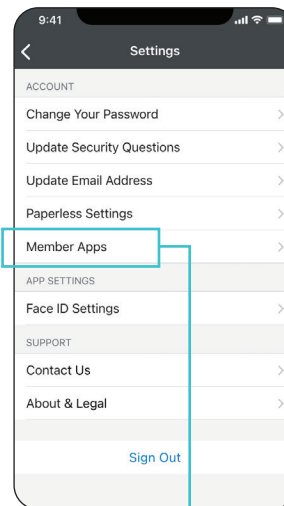 9:41
Settings
ACCOUNT
Change Your Password
Update Security Questions
Update Email Address
Paperless Settings
Member Apps
APP SETTINGS
Face ID Settings
SUPPORT
Contact Us
About & Legal
Sign Out